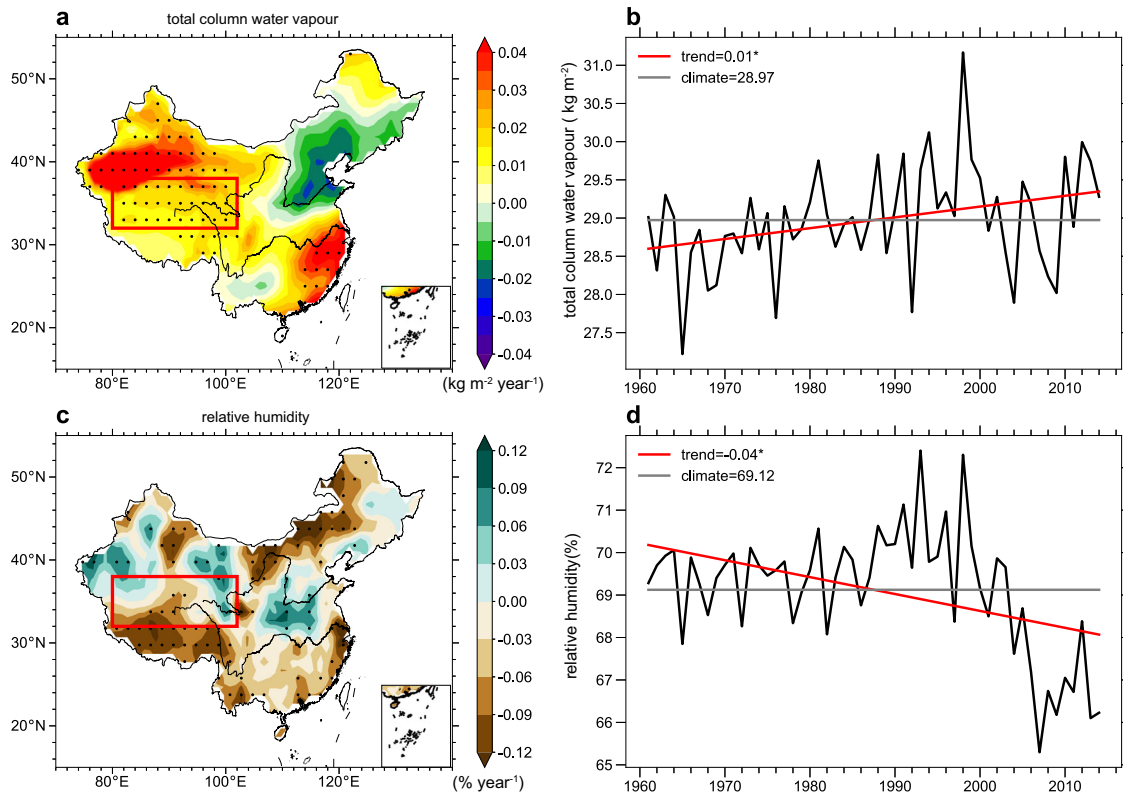 a
total column water vapour
50°N
40°N
30°N
20°N
80°E
100°E
120°E
0.04
0.03
0.02
0.01
0.00
-0.01
-0.02
-0.03
-0.04
(kg m⁻² year⁻¹)
b
trend=0.01*
climate=28.97
total column water vapour ( kg m⁻²)
31.0
30.5
30.0
29.5
29.0
28.5
28.0
27.5
1960
1970
1980
1990
2000
2010
c
relative humidity
50°N
40°N
30°N
20°N
80°E
100°E
120°E
0.12
0.09
0.06
0.03
0.00
-0.03
-0.06
-0.09
-0.12
(% year⁻¹)
d
trend=-0.04*
climate=69.12
relative humidity(%)
72
71
70
69
68
67
66
65
1960
1970
1980
1990
2000
2010